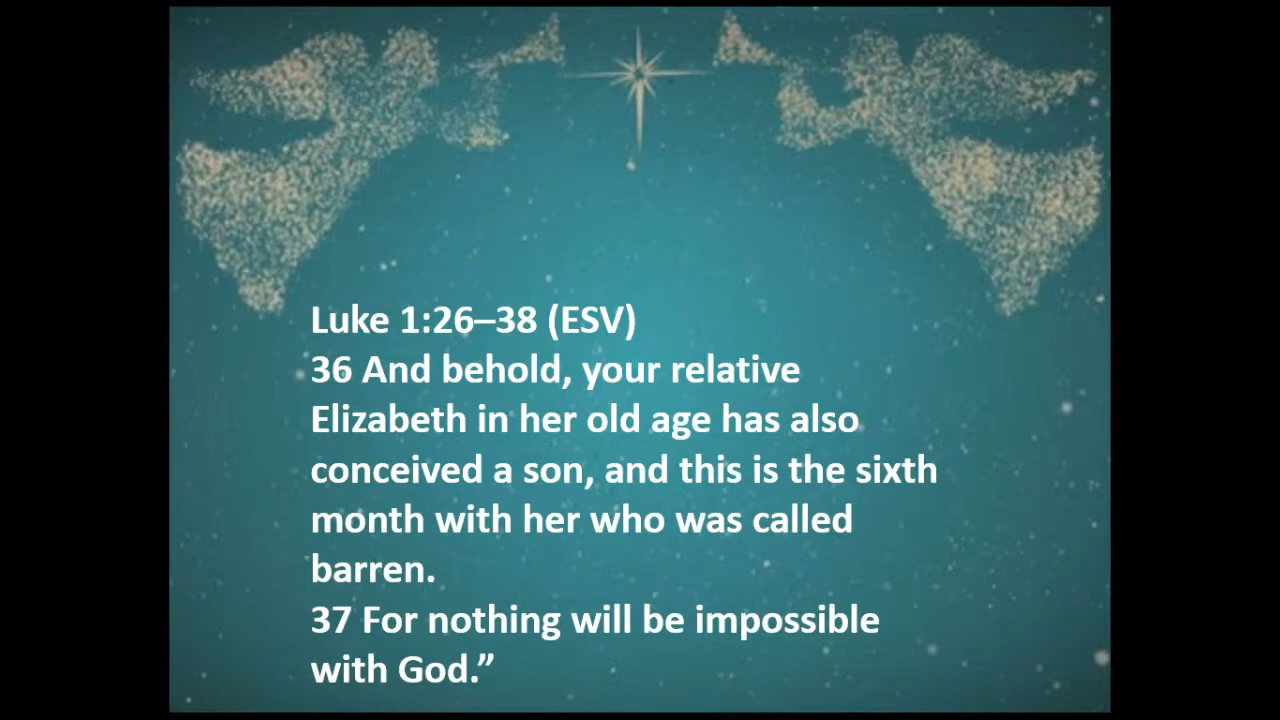 Luke 1:26–38 (ESV)
36 And behold, your relative
Elizabeth in her old age has also
conceived a son, and this is the sixth
month with her who was called
barren.
37 For nothing will be impossible
with God.”